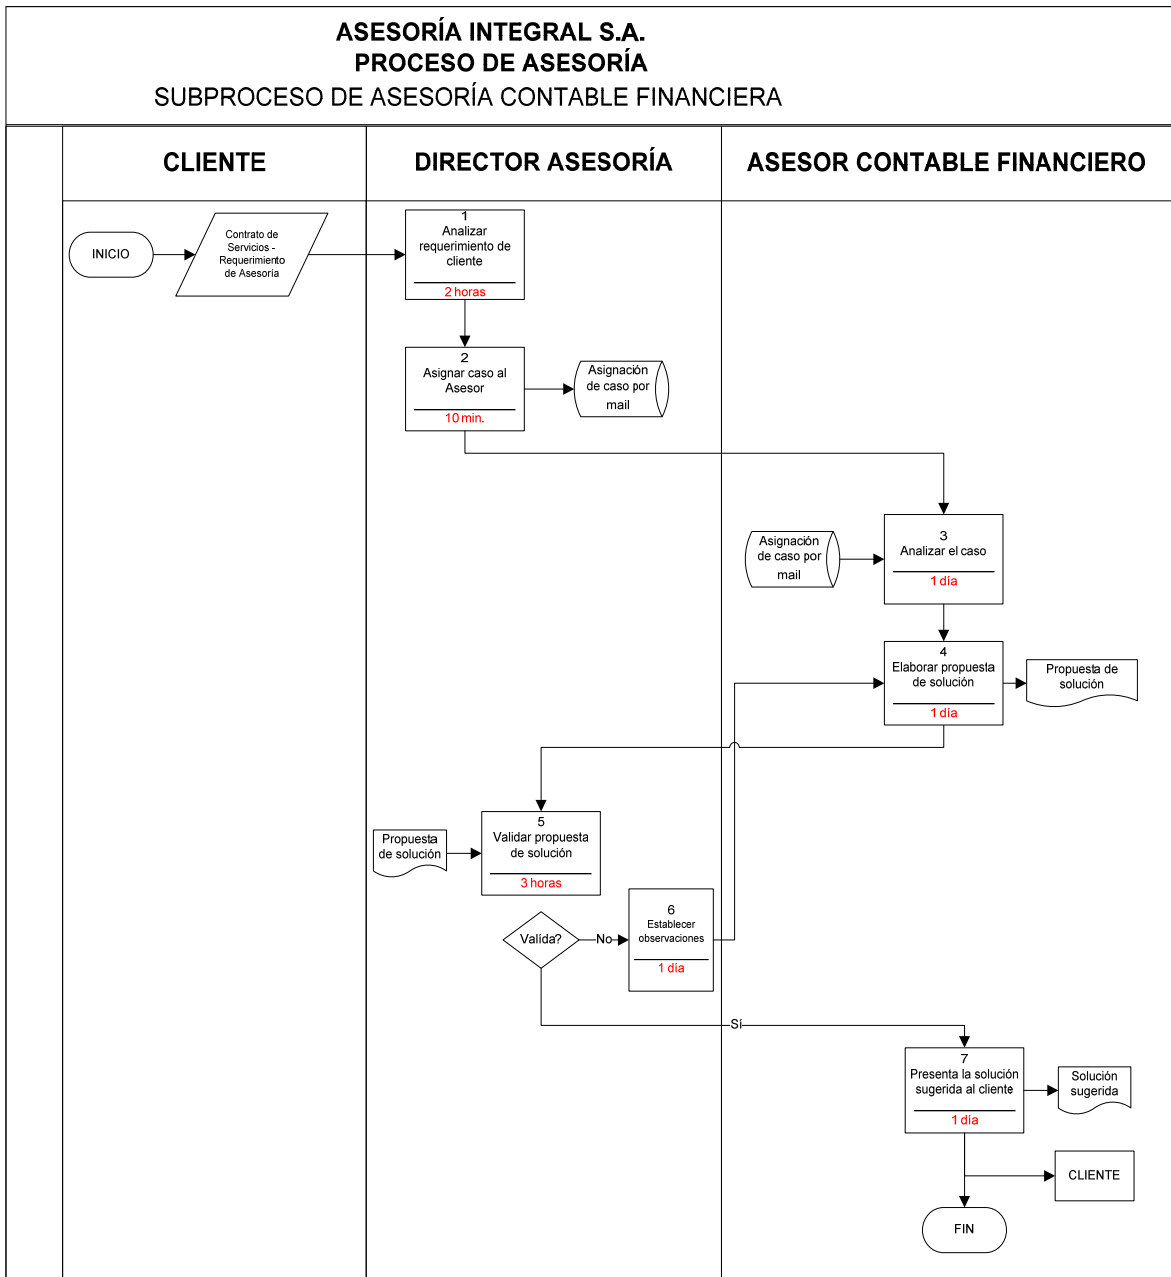 ASESORÍA INTEGRAL S.A.
PROCESO DE ASESORÍA
SUBPROCESO DE ASESORÍA CONTABLE FINANCIERA
CLIENTE
DIRECTOR ASESORÍA
ASESOR CONTABLE FINANCIERO
INICIO
Contrato de
Servicios -
Requerimiento
de Asesoría
1
Analizar
requerimiento de
cliente
2 horas
2
Asignar caso al
Asesor
10 min.
Asignación
de caso por
mail
Asignación
de caso por
mail
3
Analizar el caso
1 día
4
Elaborar propuesta
de solución
1 día
Propuesta de
solución
Propuesta
de solución
5
Validar propuesta
de solución
3 horas
Valída?
No
6
Establecer
observaciones
1 día
Sí
7
Presenta la solución
sugerida al cliente
1 día
Solución
sugerida
CLIENTE
FIN